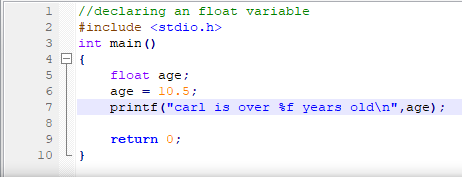 1 //declaring an float variable
2 #include <stdio.h>
3 int main()
4 {
5 float age;
6 age = 10.5;
7 printf("carl is over %f years old\n",age);
8
9 return 0;
10 }